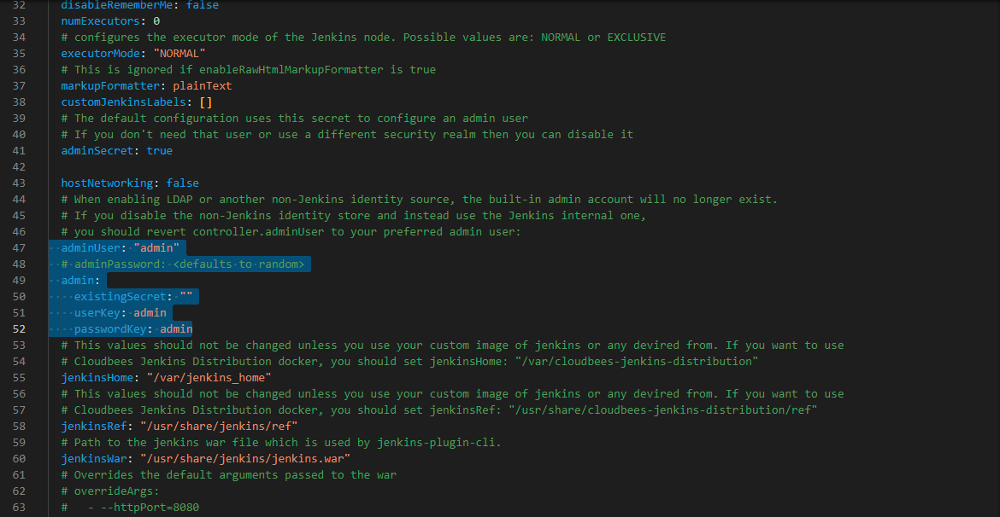 32 disableRememberMe: false
33 numExecutors: 0
34 # configures the executor mode of the Jenkins node. Possible values are: NORMAL or EXCLUSIVE
35 executorMode: "NORMAL"
36 # This is ignored if enableRawHtmlMarkupFormatter is true
37 markupFormatter: plainText
38 customJenkinsLabels: []
39 # The default configuration uses this secret to configure an admin user
40 # If you don't need that user or use a different security realm then you can disable it
41 adminSecret: true
42
43 hostNetworking: false
44 # When enabling LDAP or another non-Jenkins identity source, the built-in admin account will no longer exist.
45 # If you disable the non-Jenkins identity store and instead use the Jenkins internal one,
46 # you should revert controller.adminUser to your preferred admin user:
47 adminUser: "admin"
48 # adminPassword: <defaults to random>
49 admin:
50 existingSecret: ""
51 userKey: admin
52 passwordKey: admin
53 # This values should not be changed unless you use your custom image of jenkins or any devired from. If you want to use
54 # Cloudbees Jenkins Distribution docker, you should set jenkinsHome: "/var/cloudbees-jenkins-distribution"
55 jenkinsHome: "/var/jenkins_home"
56 # This values should not be changed unless you use your custom image of jenkins or any devired from. If you want to use
57 # Cloudbees Jenkins Distribution docker, you should set jenkinsRef: "/usr/share/cloudbees-jenkins-distribution/ref"
58 jenkinsRef: "/usr/share/jenkins/ref"
59 # Path to the jenkins war file which is used by jenkins-plugin-cli.
60 jenkinsWar: "/usr/share/jenkins/jenkins.war"
61 # Overrides the default arguments passed to the war
62 # overrideArgs:
63 #   - --httpPort=8080